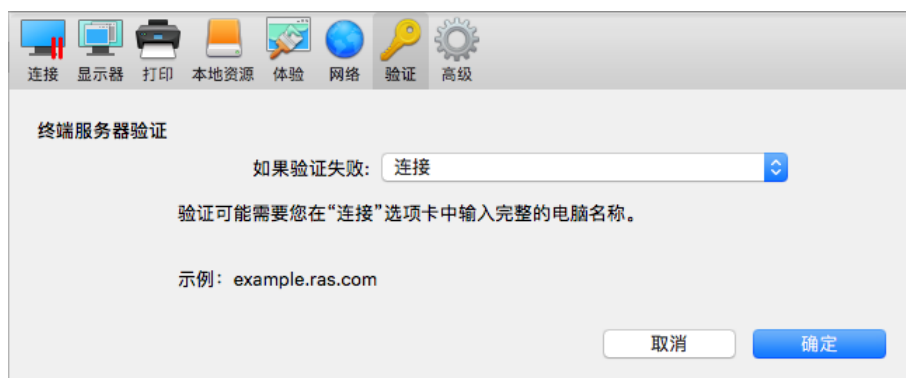 连接 显示器 打印 本地资源 体验 网络 验证 高级
终端服务器验证
如果验证失败: 连接
验证可能需要您在“连接”选项卡中输入完整的电脑名称。
示例：example.ras.com
取消 确定